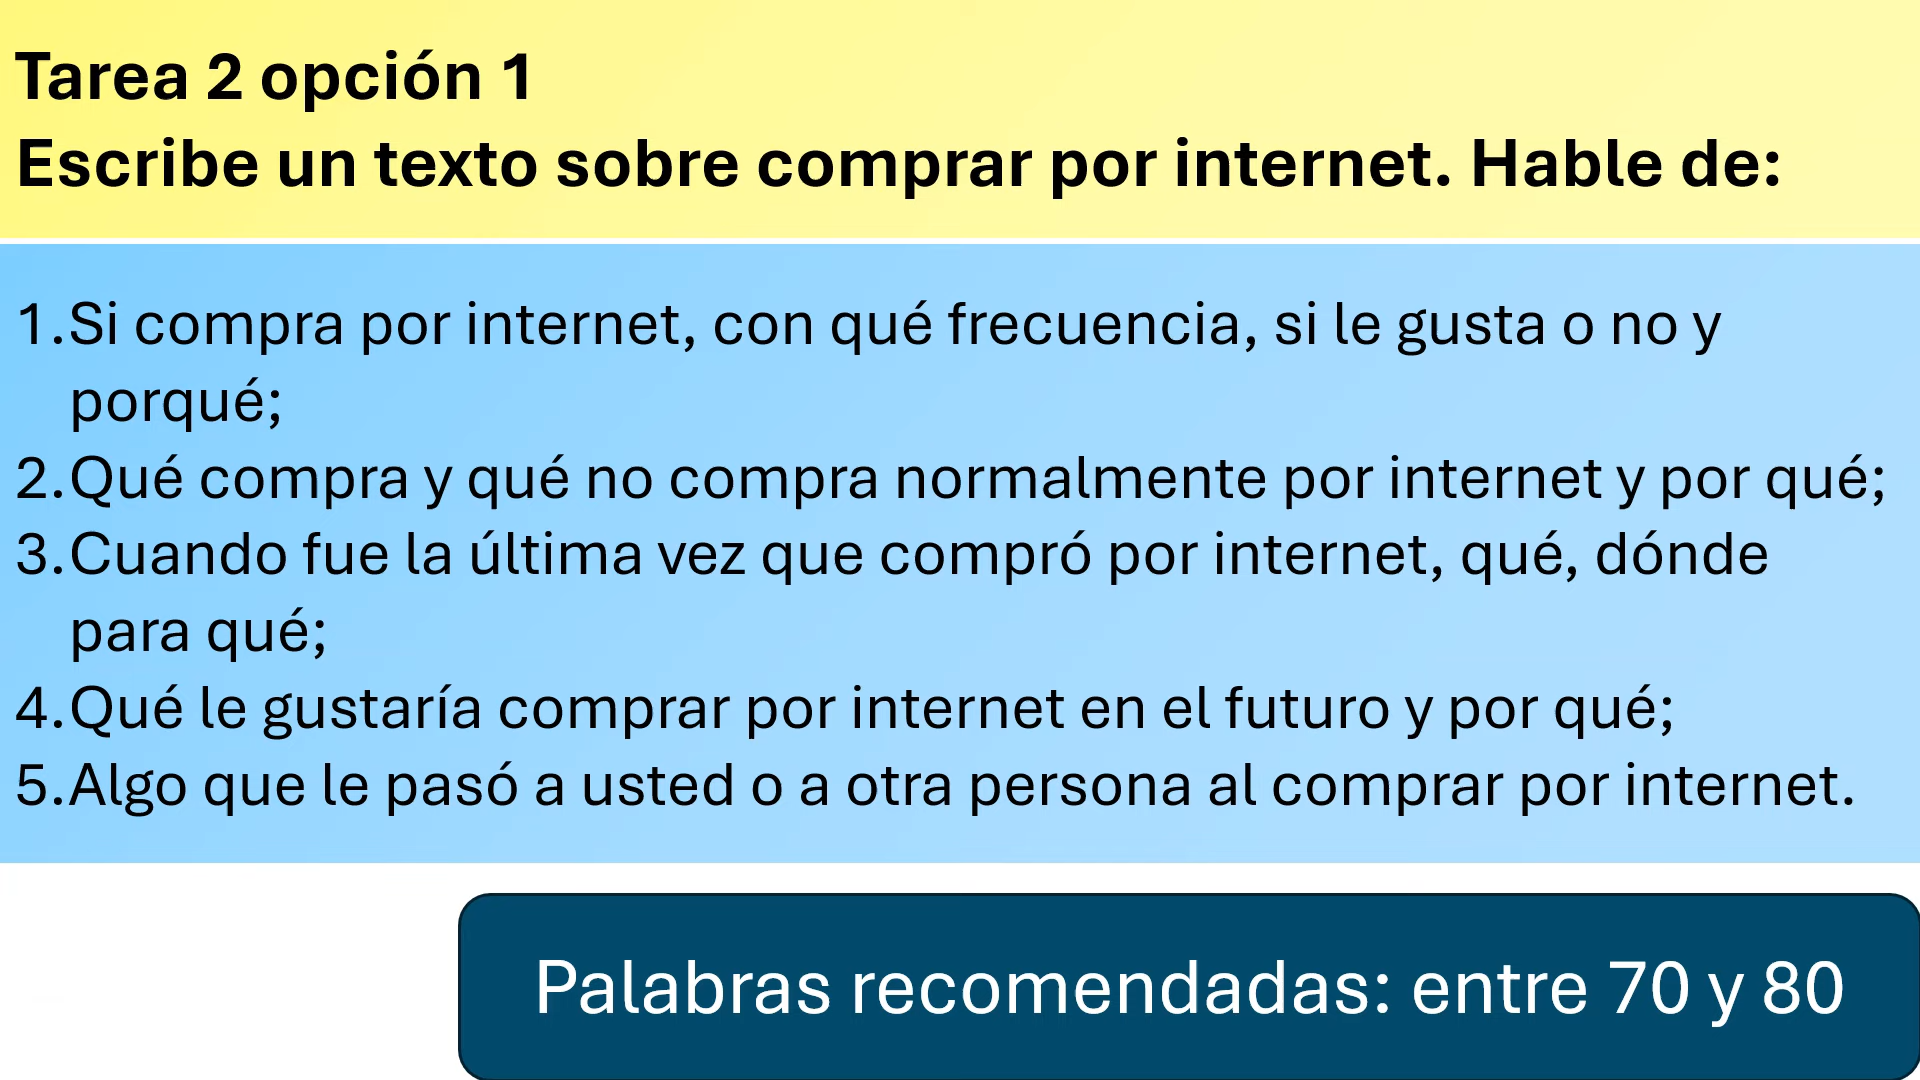 Tarea 2 opción 1
Escribe un texto sobre comprar por internet. Hable de:
1.Si compra por internet, con qué frecuencia, si le gusta o no y
porqué;
2.Qué compra y qué no compra normalmente por internet y por qué;
3.Cuando fue la última vez que compró por internet, qué, dónde
para qué;
4.Qué le gustaría comprar por internet en el futuro y por qué;
5.Algo que le pasó a usted o a otra persona al comprar por internet.
Palabras recomendadas: entre 70 y 80